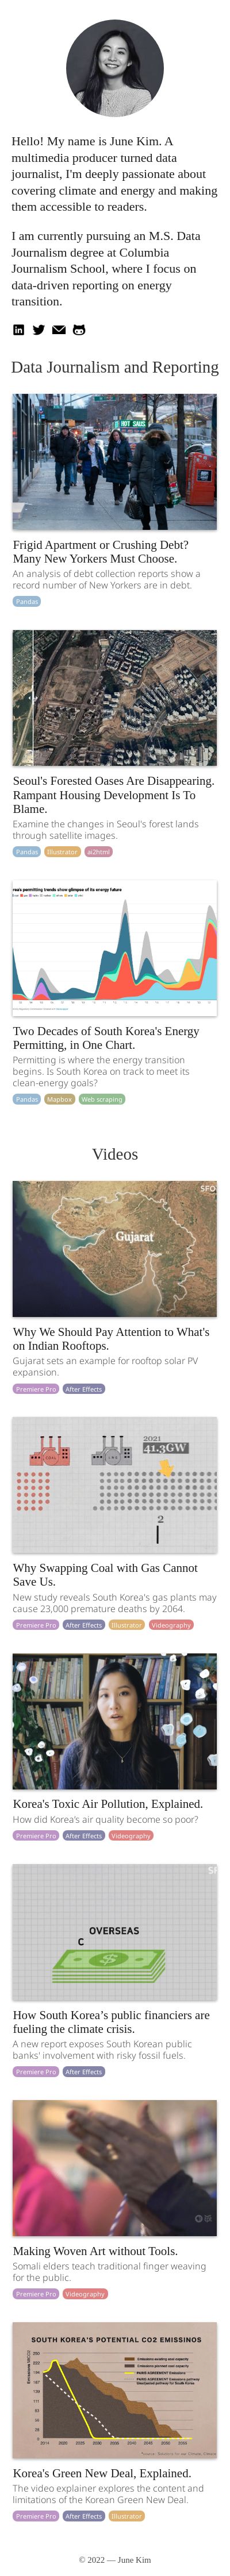 Hello! My name is June Kim. A
multimedia producer turned data
journalist, I'm deeply passionate about
covering climate and energy and making
them accessible to readers.
I am currently pursuing an M.S. Data
Journalism degree at Columbia
Journalism School, where I focus on
data-driven reporting on energy
transition.
Data Journalism and Reporting
Frigid Apartment or Crushing Debt?
Many New Yorkers Must Choose.
An analysis of debt collection reports show a
record number of New Yorkers are in debt.
Pandas
Seoul's Forested Oases Are Disappearing.
Rampant Housing Development Is To
Blame.
Examine the changes in Seoul's forest lands
through satellite images.
Pandas Illustrator ai2html
permitting trends show glimpse of its energy future
Two Decades of South Korea's Energy
Permitting, in One Chart.
Permitting is where the energy transition
begins. Is South Korea on track to meet its
clean-energy goals?
Pandas Mapbox Web scraping
Videos
SFO
Gujarat
Why We Should Pay Attention to What's
on Indian Rooftops.
Gujarat sets an example for rooftop solar PV
expansion.
Premiere Pro After Effects
2021
41.3GW
2
Why Swapping Coal with Gas Cannot
Save Us.
New study reveals South Korea's gas plants may
cause 23,000 premature deaths by 2064.
Premiere Pro After Effects Illustrator Videography
Korea's Toxic Air Pollution, Explained.
How did Korea's air quality become so poor?
Premiere Pro After Effects Videography
OVERSEAS
C
How South Korea’s public financiers are
fueling the climate crisis.
A new report exposes South Korean public
banks' involvement with risky fossil fuels.
Premiere Pro After Effects
Making Woven Art without Tools.
Somali elders teach traditional finger weaving
for the public.
Premiere Pro Videography
SOUTH KOREA'S POTENTIAL CO2 EMISSINOS
Korea's Green New Deal, Explained.
The video explainer explores the content and
limitations of the Korean Green New Deal.
Premiere Pro After Effects Illustrator
© 2022 — June Kim